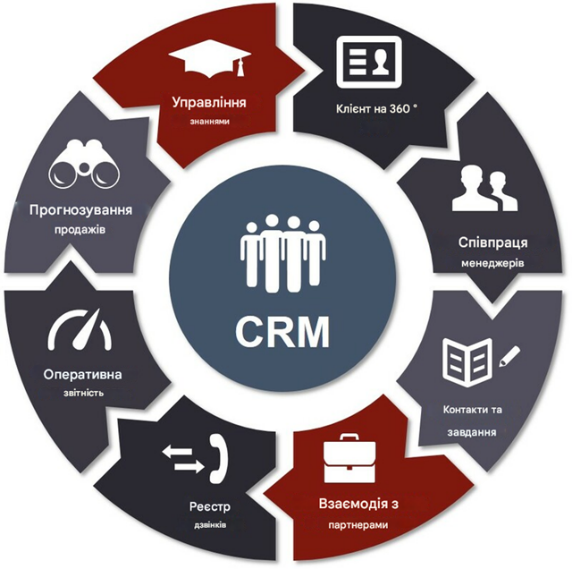 Управління
знаннями
Клієнт на 360 °
Співпраця
менеджерів
Контакти та
завдання
Взаємодія з
партнерами
Реєстр
дзвінків
Оперативна
звітність
Прогнозування
продажів
CRM